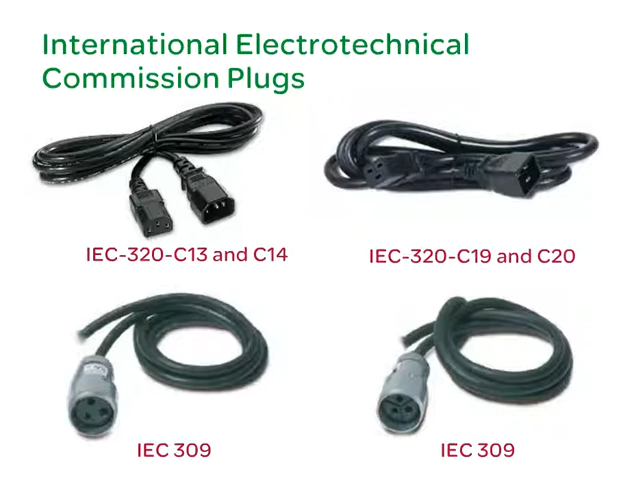 International Electrotechnical
Commission Plugs
IEC-320-C13 and C14
IEC-320-C19 and C20
IEC 309
IEC 309